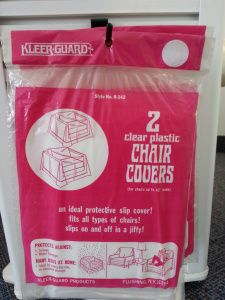 KLEER-GUARD
Style No. R-342
2
clear plastic
CHAIR
COVERS
an ideal protective slip cover!
fits all types of chairs!
slips on and off in a jiffy!
PROTECTS AGAINST:
KLEER-GUARD PRODUCTS
FLUSHING, N.Y.